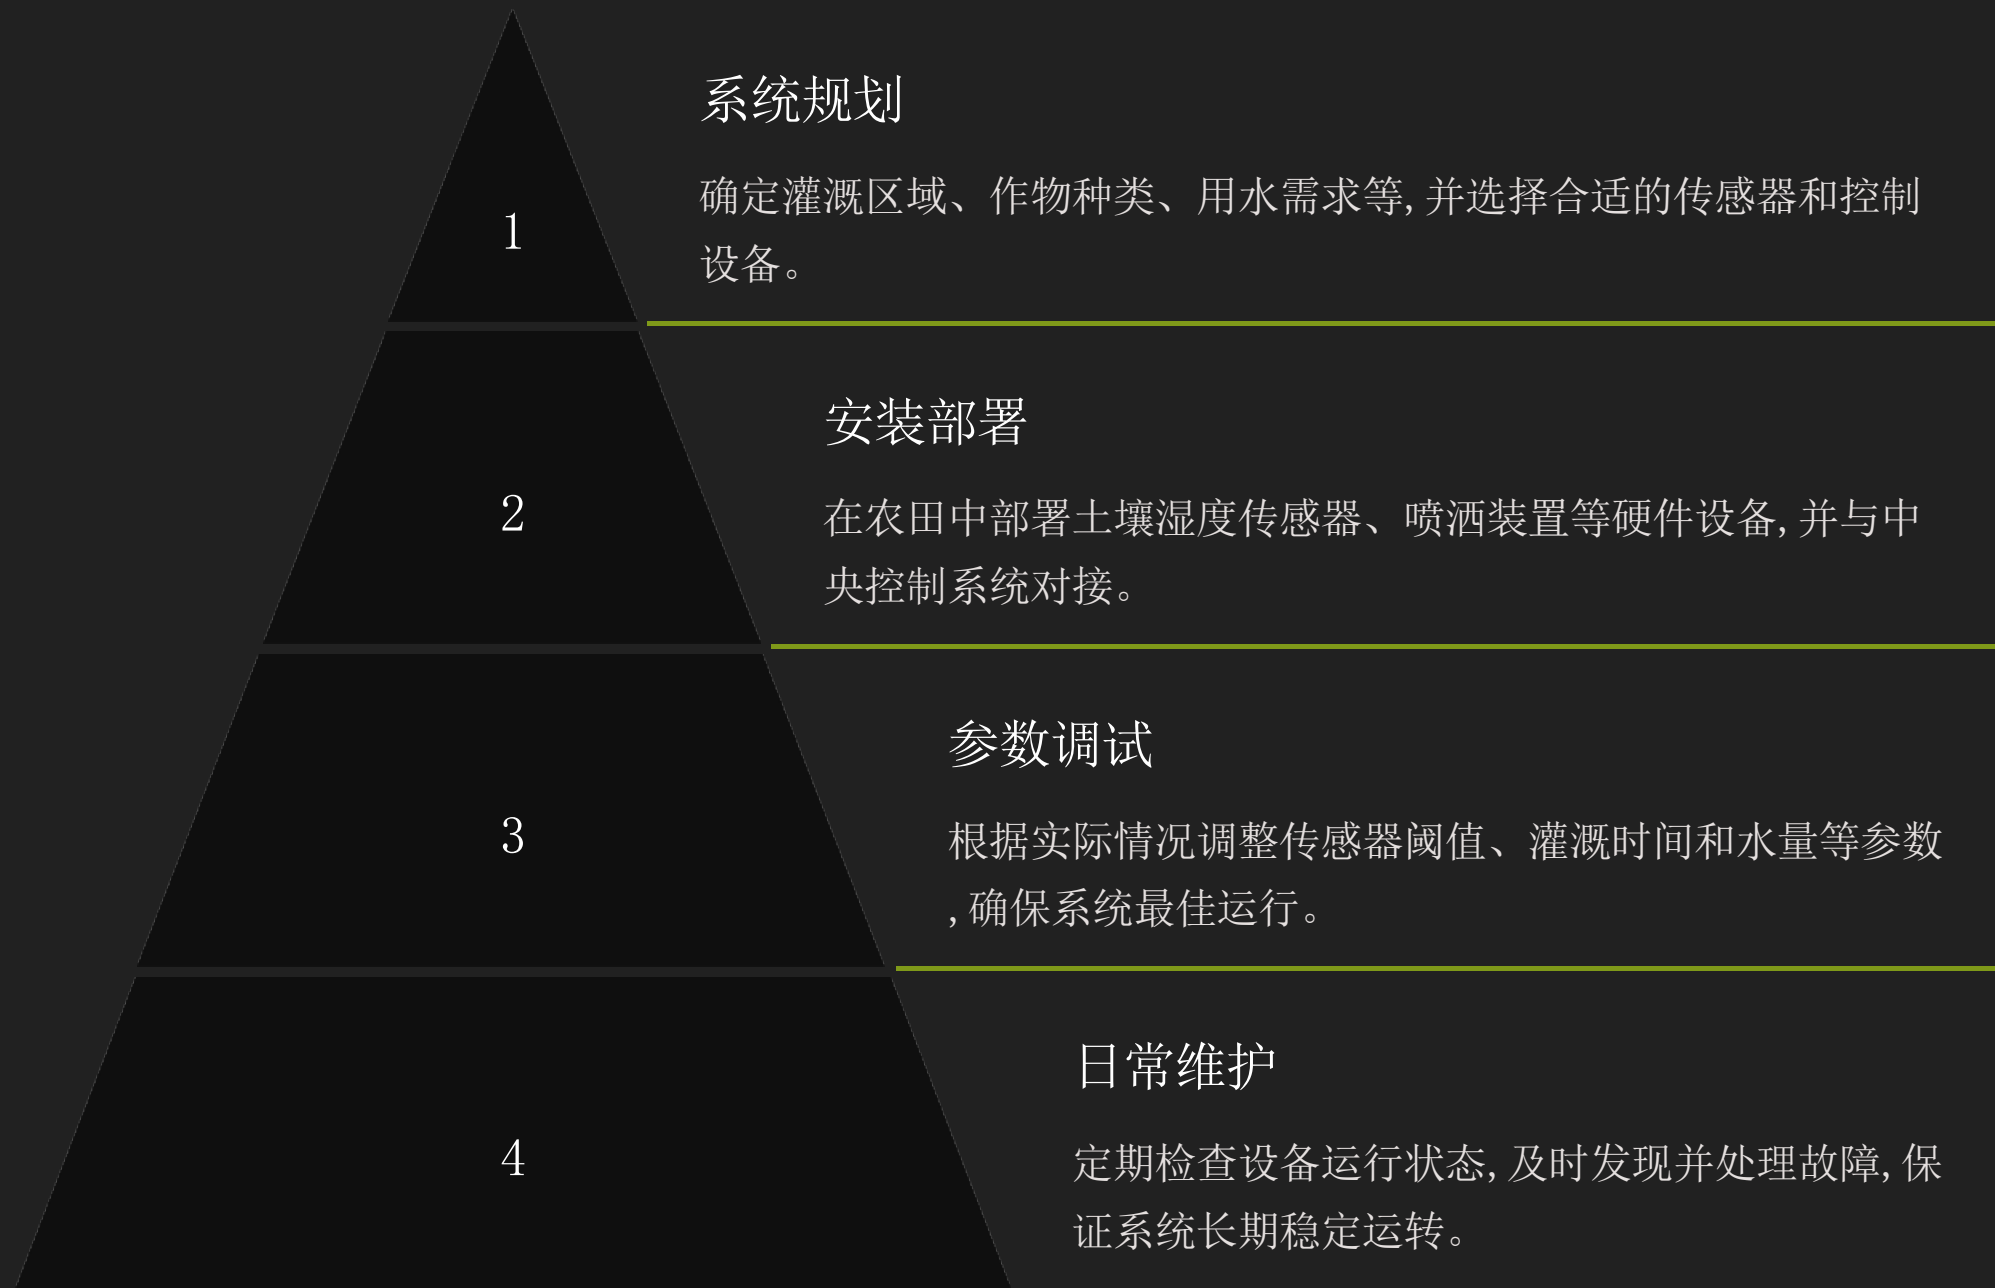 系统规划
确定灌溉区域、作物种类、用水需求等,并选择合适的传感器和控制
设备。
1
安装部署
在农田中部署土壤湿度传感器、喷洒装置等硬件设备,并与中
央控制系统对接。
2
参数调试
根据实际情况调整传感器阈值、灌溉时间和水量等参数
,确保系统最佳运行。
3
日常维护
定期检查设备运行状态,及时发现并处理故障,保
证系统长期稳定运转。
4